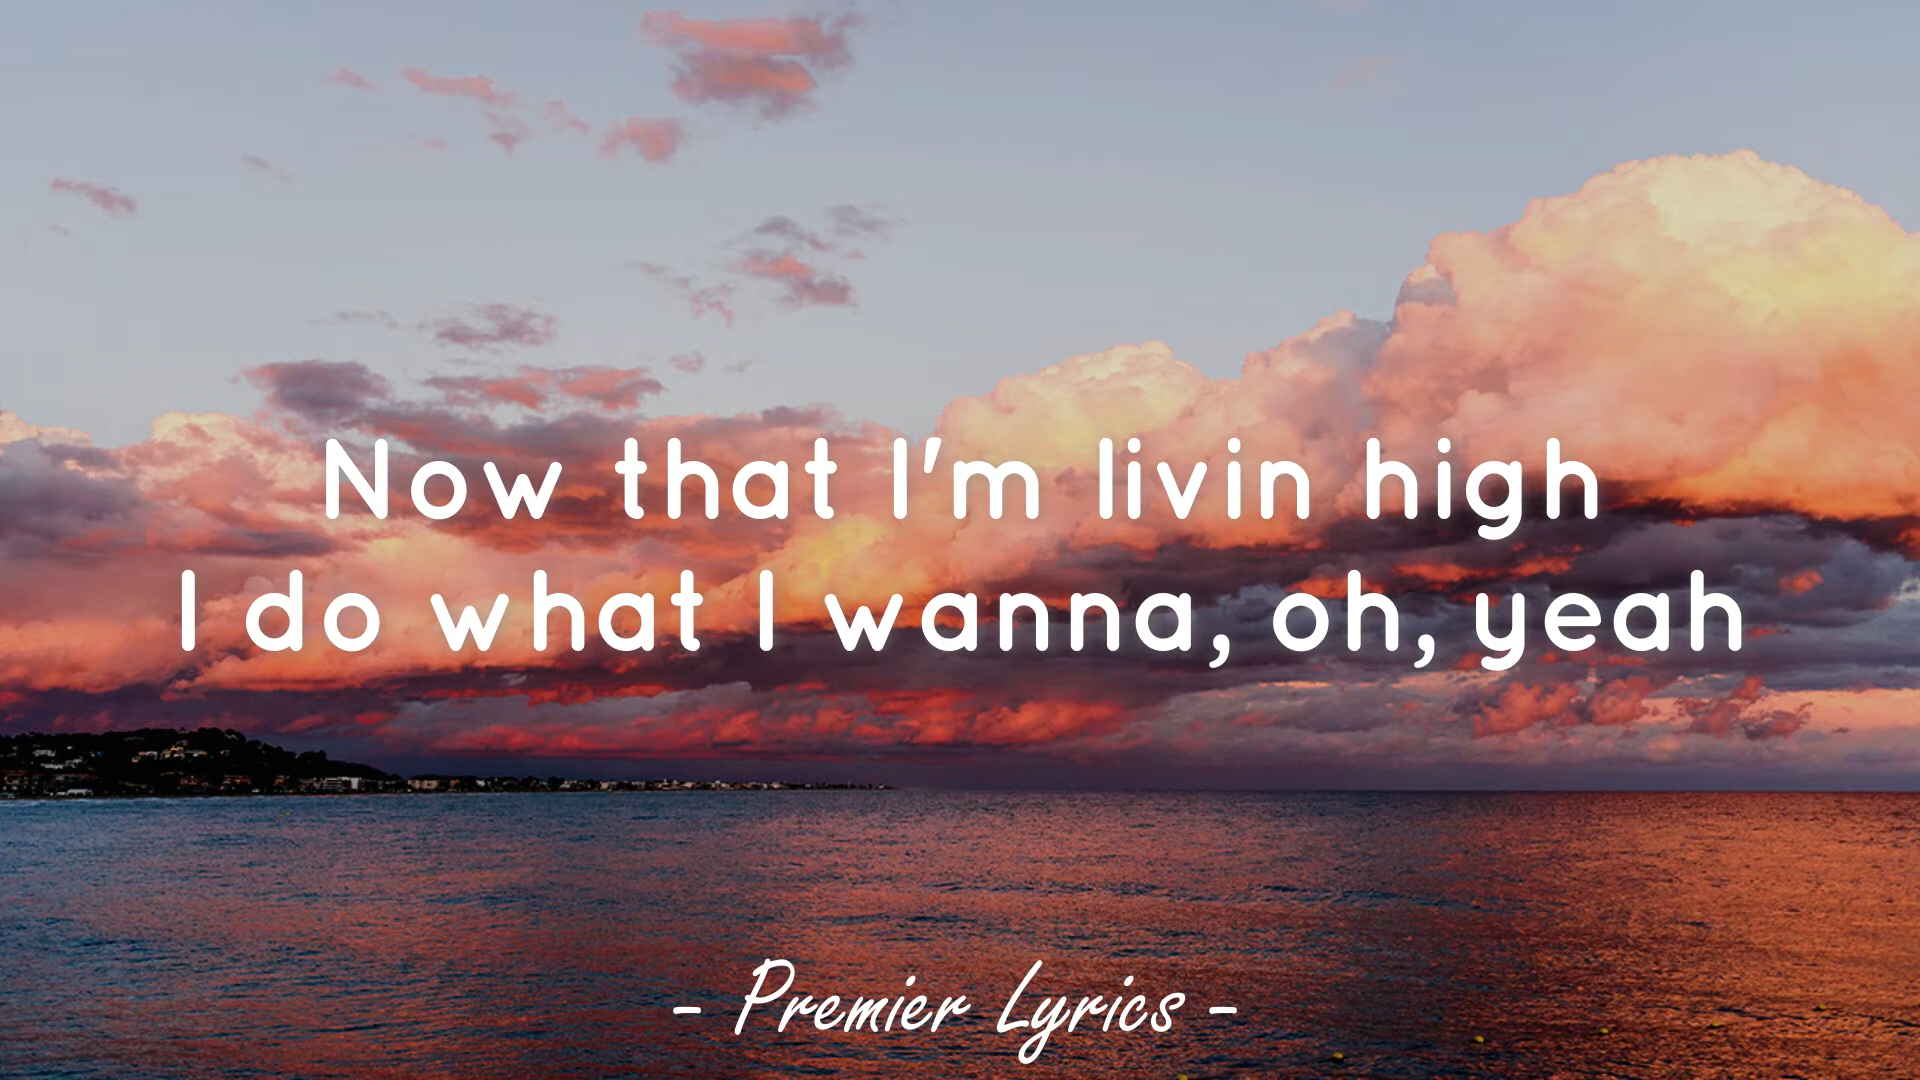 Now that I'm livin high
I do what I wanna, oh, yeah
- Premier Lyrics -